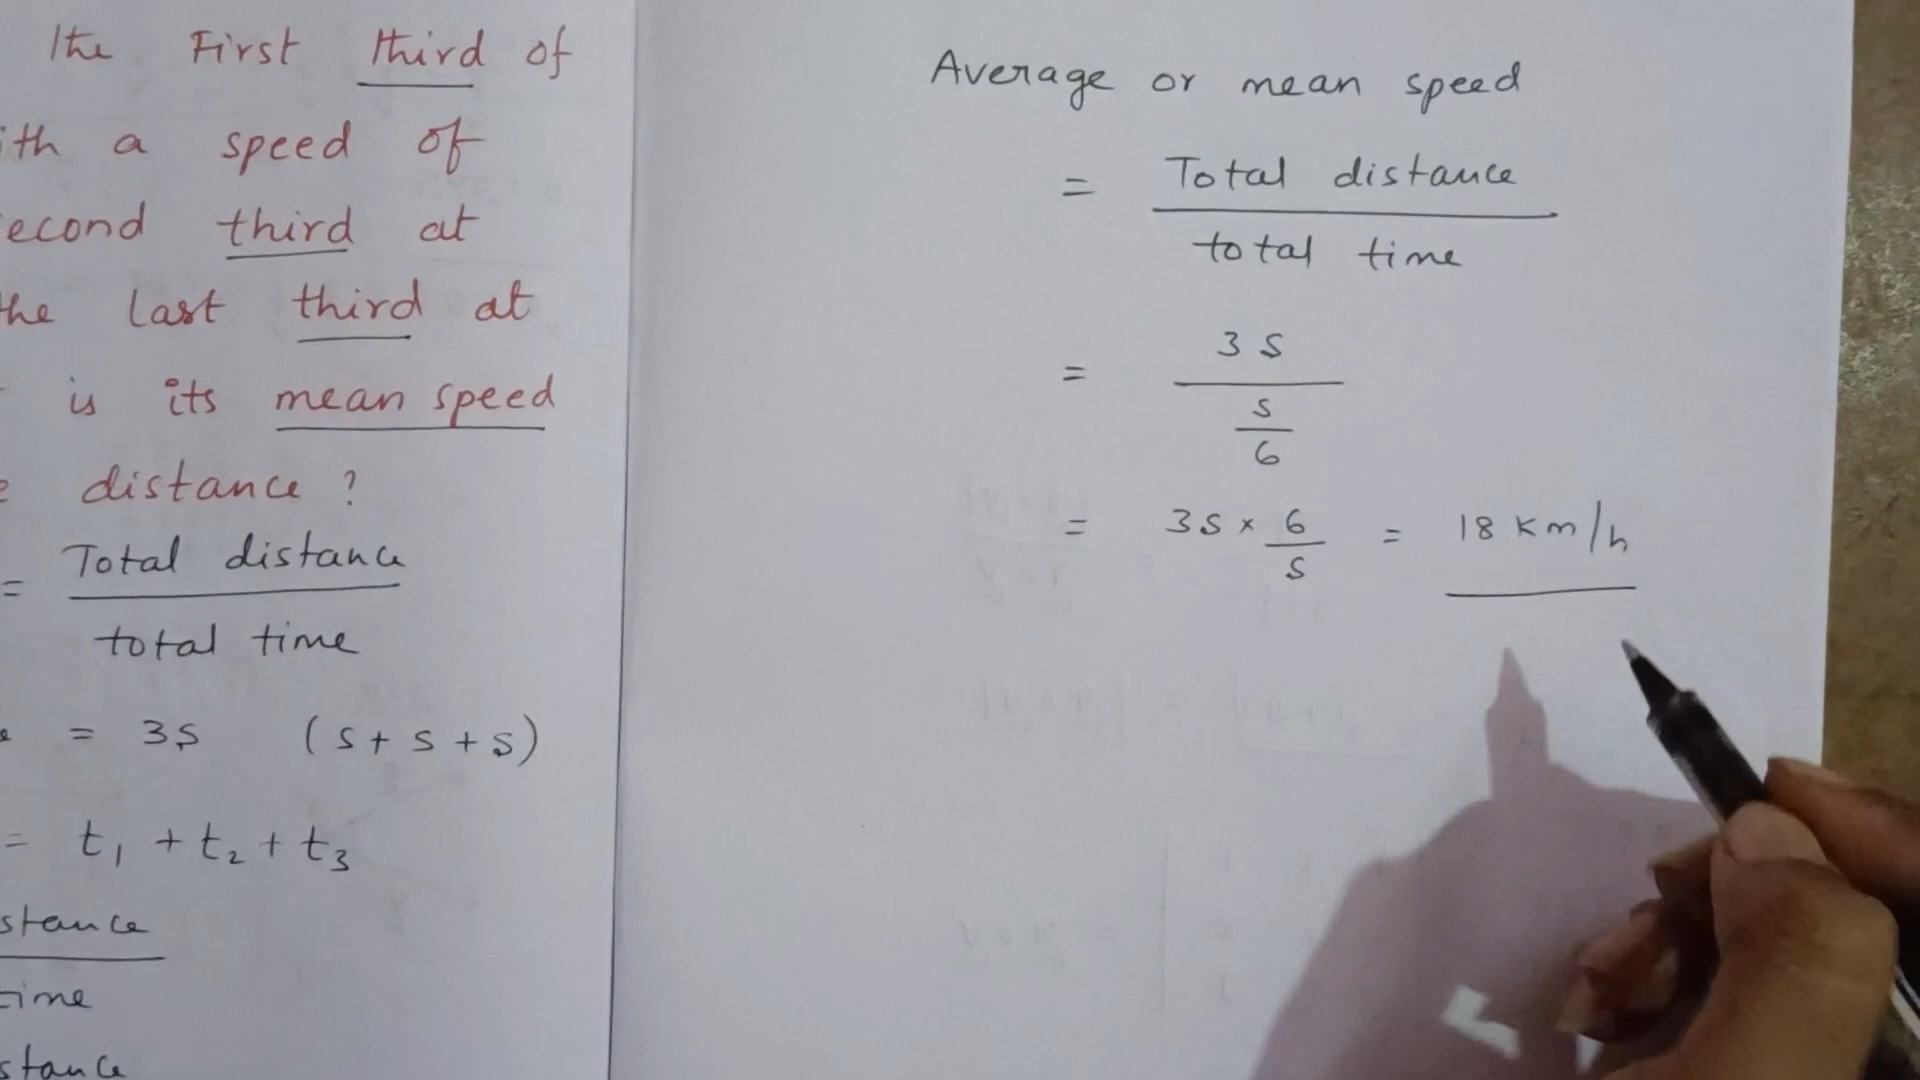 The First third of
ith a speed of
econd third at
the last third at
is its mean speed
e distance ?
= Total distance
total time
= 3s (s + s + s)
= t1 + t2 + t3
stance
time
stance
Average or mean speed
= Total distance
total time
= 3s
s
6
= 3s × 6 = 18 km/h
s